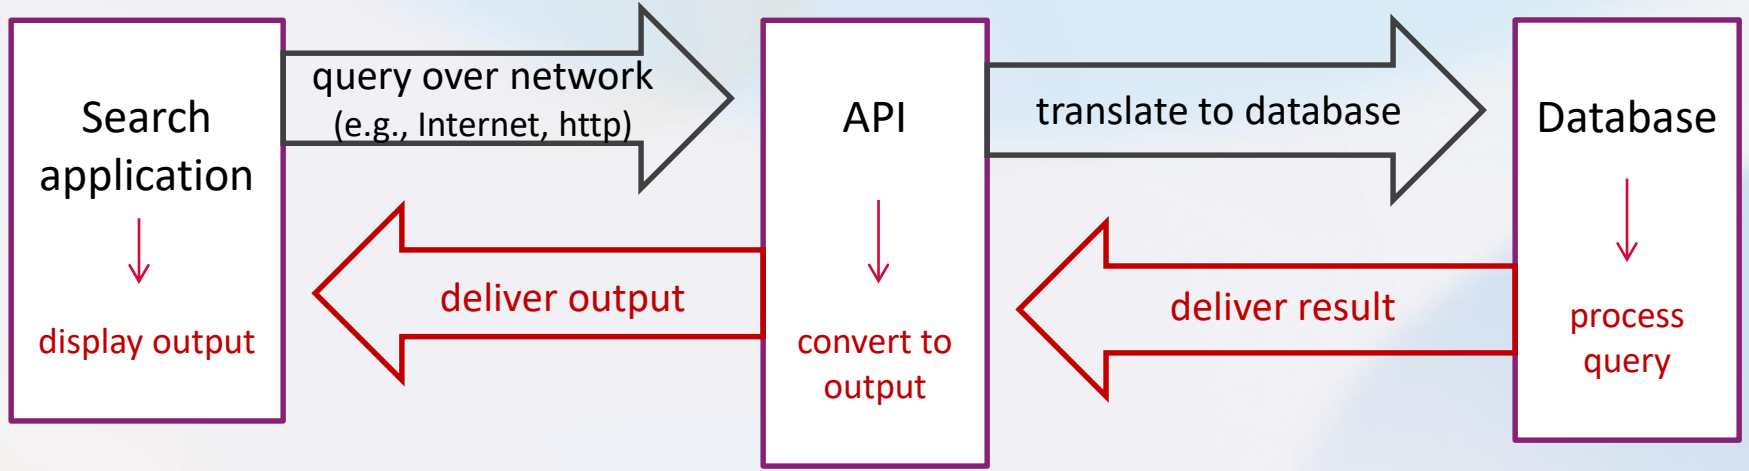 Search
application
display output
query over network
(e.g., Internet, http)
deliver output
API
convert to
output
translate to database
deliver result
Database
process
query